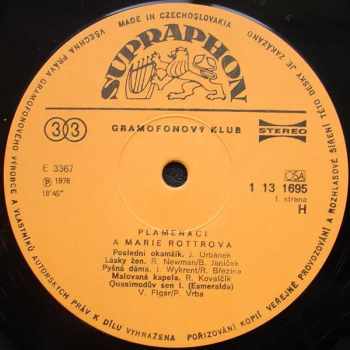 MADE IN CZECHOSLOVAKIA
VŠECHNA PRÁVA GRAMOFONOVÉHO VÝROBCE A VLASTNÍKŮ AUTORSKÝCH PRÁV K DÍLU VYHRAZENA
POŘIZOVÁNÍ KOPIÍ, VEŘEJNÉ PROVOZOVÁNÍ A ROZHLASOVÉ ŠÍŘENÍ TÉTO DESKY JE ZAKÁZÁNO
SUPRAPHON
33
GRAMOFONOVÝ KLUB
STEREO
E 3367
Ⓟ 1976
18'40"
OSA
1 13 1695
1. strana
H
PLAMEŇÁCI
A MARIE ROTTROVÁ
Poslední okamžik. J. Urbánek
Lásky žen. R. Newman/B. Janíček
Pyšná dáma. J. Wykrent/R. Březina
Malovaná kapela. R. Kovalčík
Quasimodův sen I. (Esmeralda)
V. Figar/P. Vrba